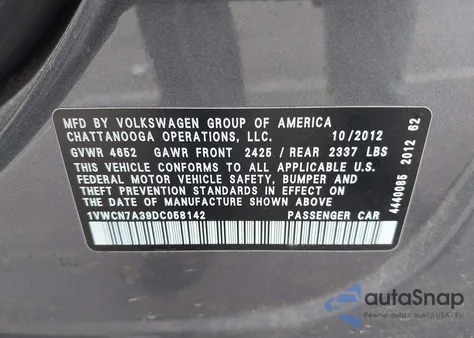 MFD BY VOLKSWAGEN GROUP OF AMERICA
CHATTANOOGA OPERATIONS, LLC. 10/2012
GVWR 4652 GAWR FRONT 2425 / REAR 2337 LBS
THIS VEHICLE CONFORMS TO ALL APPLICABLE U.S.
FEDERAL MOTOR VEHICLE SAFETY, BUMPER AND
THEFT PREVENTION STANDARDS IN EFFECT ON
THE DATE OF MANUFACTURE SHOWN ABOVE
1VWCN7A39DC058142 PASSENGER CAR
4440085 2012 62
autoSnap